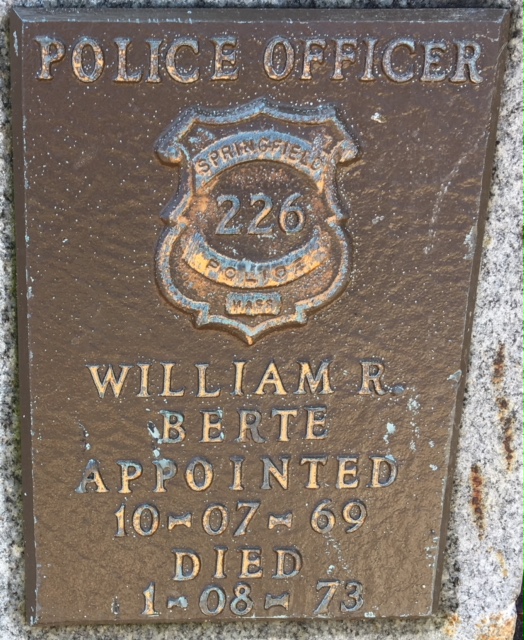 POLICE OFFICER
SPRINGFIELD
226
POLICE
MASS
WILLIAM R.
BERTE
APPOINTED
10-07-69
DIED
1-08-73